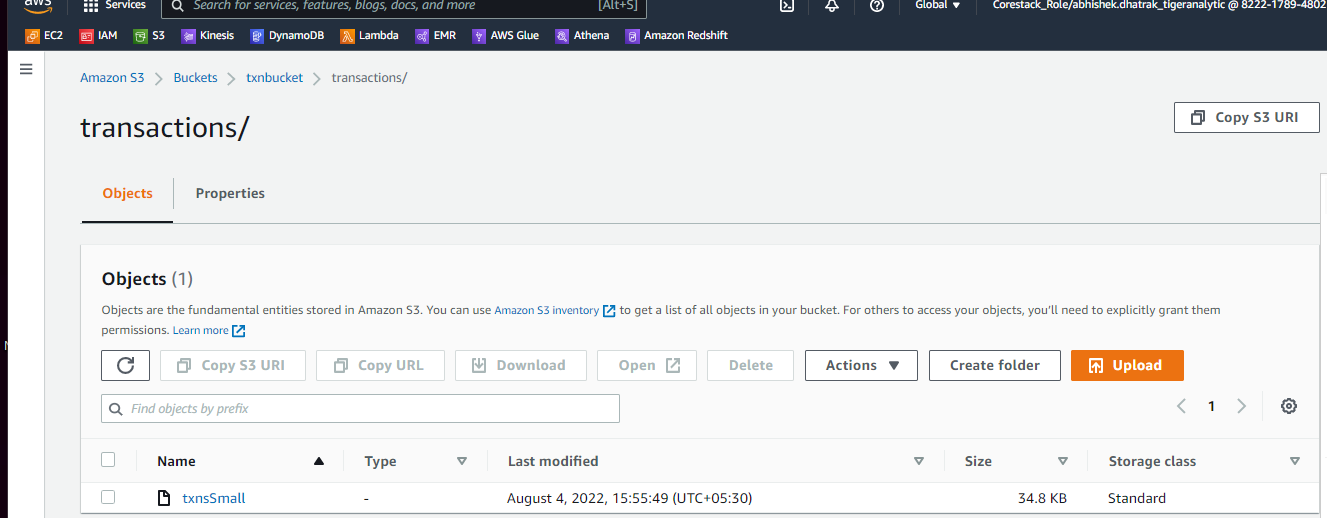 aws Services Search for services, features, blogs, docs, and more [Alt+S] Global Corestack_Role/abhishek.dhatrak_tigeranalytic @ 8222-1789-4802
EC2 IAM S3 Kinesis DynamoDB Lambda EMR AWS Glue Athena Amazon Redshift
Amazon S3 Buckets txnbucket transactions/
transactions/
Copy S3 URI
Objects Properties
Objects (1)
Objects are the fundamental entities stored in Amazon S3. You can use Amazon S3 inventory to get a list of all objects in your bucket. For others to access your objects, you'll need to explicitly grant them
permissions. Learn more
Copy S3 URI Copy URL Download Open Delete Actions Create folder Upload
Find objects by prefix 1
Name Type Last modified Size Storage class
txnsSmall - August 4, 2022, 15:55:49 (UTC+05:30) 34.8 KB Standard